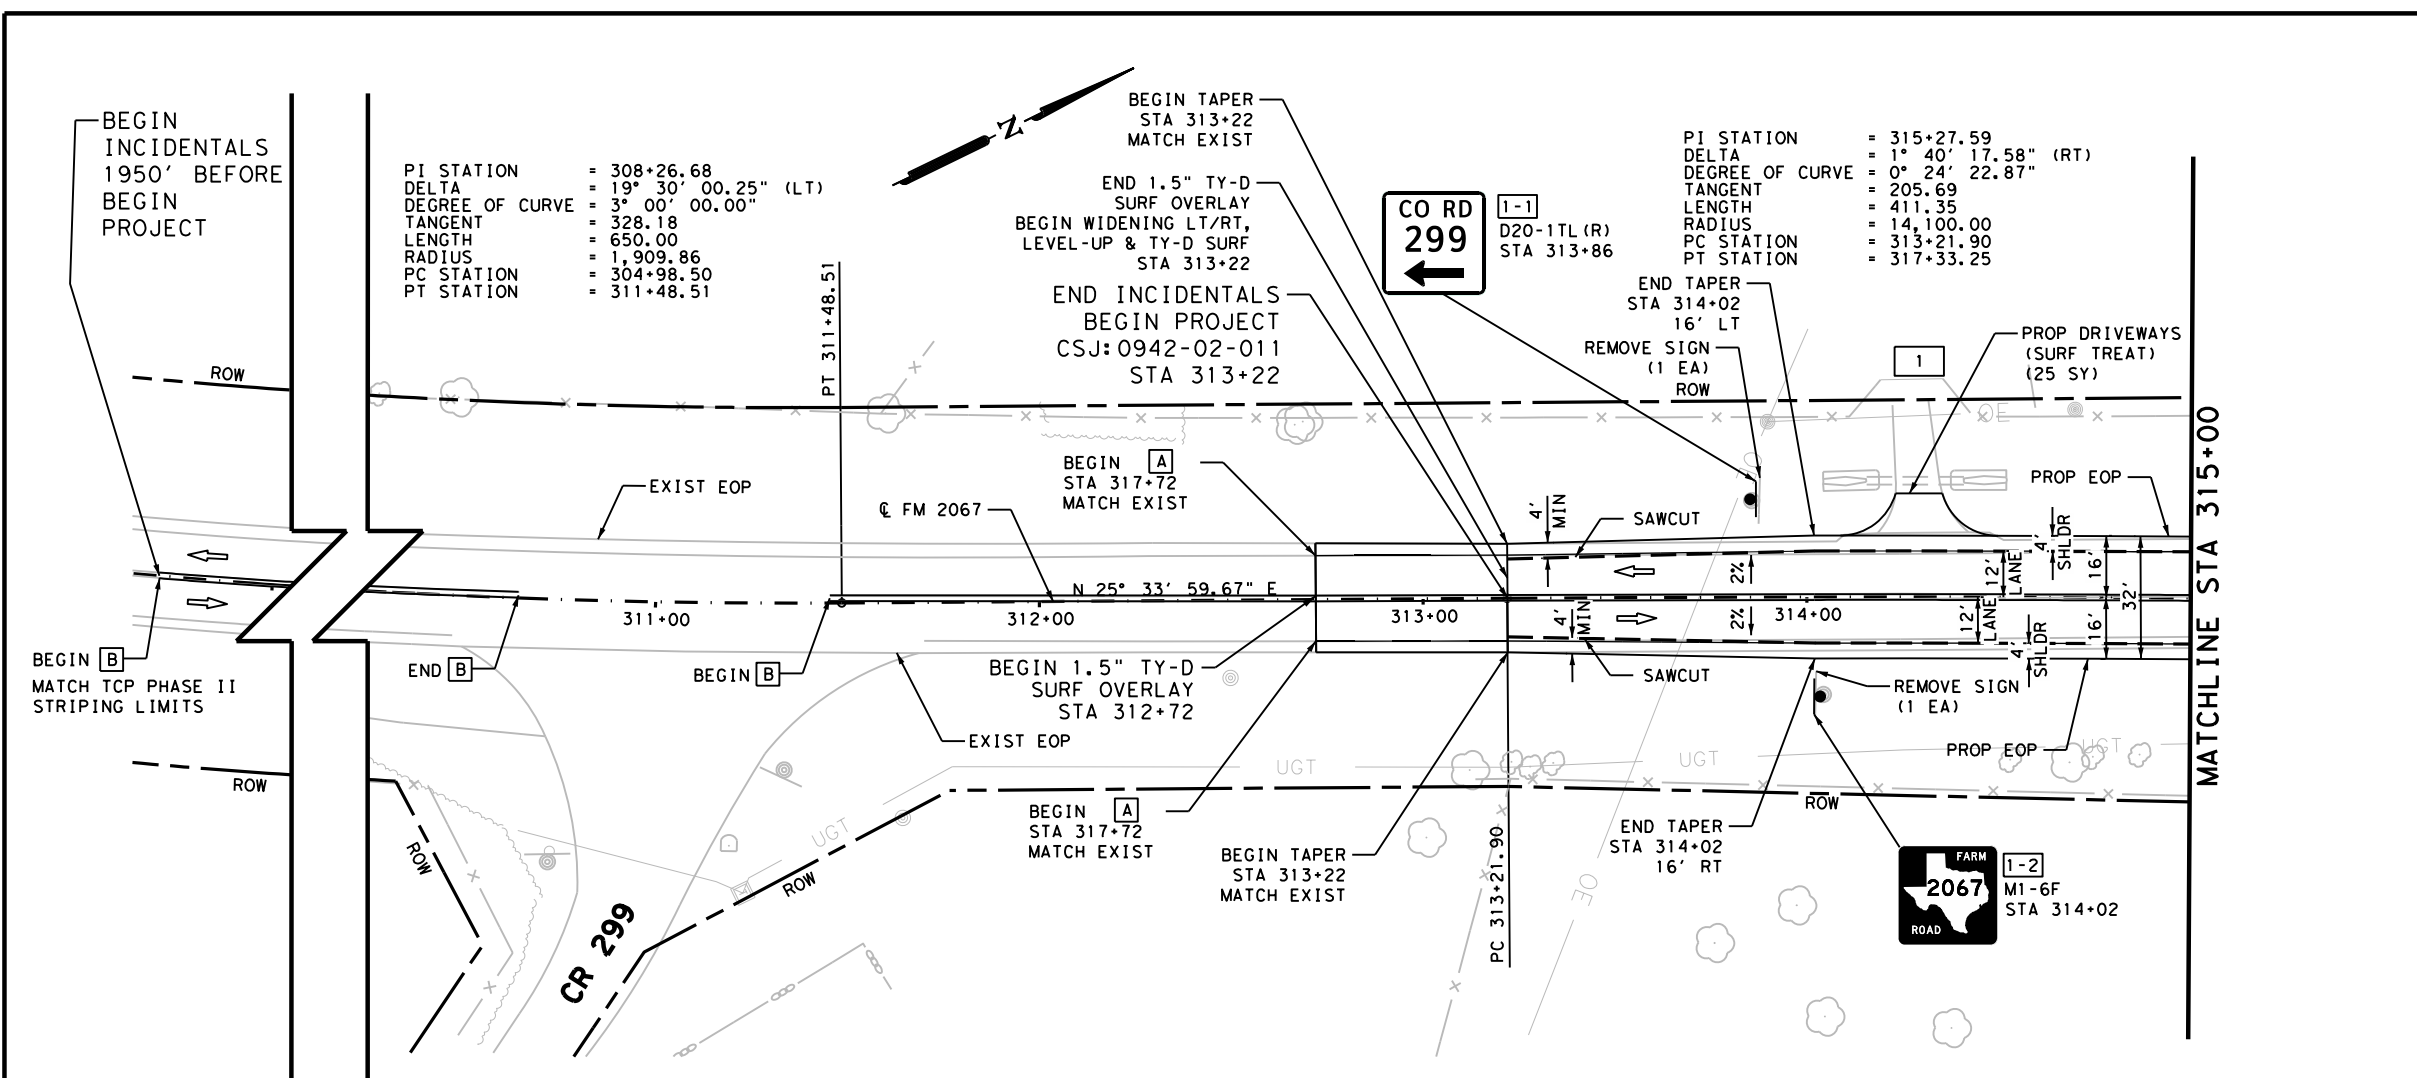 BEGIN
INCIDENTALS
1950' BEFORE
BEGIN
PROJECT
PI STATION = 308+26.68
DELTA = 19° 30' 00.25" (LT)
DEGREE OF CURVE = 3° 00' 00.00"
TANGENT = 328.18
LENGTH = 650.00
RADIUS = 1,909.86
PC STATION = 304+98.50
PT STATION = 311+48.51
PT 311+48.51
N
BEGIN TAPER
STA 313+22
MATCH EXIST
END 1.5" TY-D
SURF OVERLAY
BEGIN WIDENING LT/RT,
LEVEL-UP & TY-D SURF
STA 313+22
END INCIDENTALS
BEGIN PROJECT
CSJ:0942-02-011
STA 313+22
CO RD
299
1-1
D20-1TL(R)
STA 313+86
PI STATION = 315+27.59
DELTA = 1° 40' 17.58" (RT)
DEGREE OF CURVE = 0° 24' 22.87"
TANGENT = 205.69
LENGTH = 411.35
RADIUS = 14,100.00
PC STATION = 313+21.90
PT STATION = 317+33.25
END TAPER
STA 314+02
16' LT
REMOVE SIGN
(1 EA)
ROW
1
PROP DRIVEWAYS
(SURF TREAT)
(25 SY)
ROW
OE
BEGIN A
STA 317+72
MATCH EXIST
EXIST EOP
℄ FM 2067
4'
MIN
SAWCUT
PROP EOP
4'
SHLDR
N 25° 33' 59.67" E
2%
12'
LANE
16'
32'
311+00
312+00
313+00
314+00
4'
MIN
2%
12'
LANE
4'
SHLDR
16'
MATCHLINE STA 315+00
BEGIN B
MATCH TCP PHASE II
STRIPING LIMITS
END B
BEGIN B
BEGIN 1.5" TY-D
SURF OVERLAY
STA 312+72
SAWCUT
REMOVE SIGN
(1 EA)
EXIST EOP
PROP EOP
UGT
UGT
UGT
ROW
ROW
ROW
UGT
ROW
BEGIN A
STA 317+72
MATCH EXIST
BEGIN TAPER
STA 313+22
MATCH EXIST
PC 313+21.90
END TAPER
STA 314+02
16' RT
OE
FARM
2067
ROAD
1-2
M1-6F
STA 314+02
CR 299